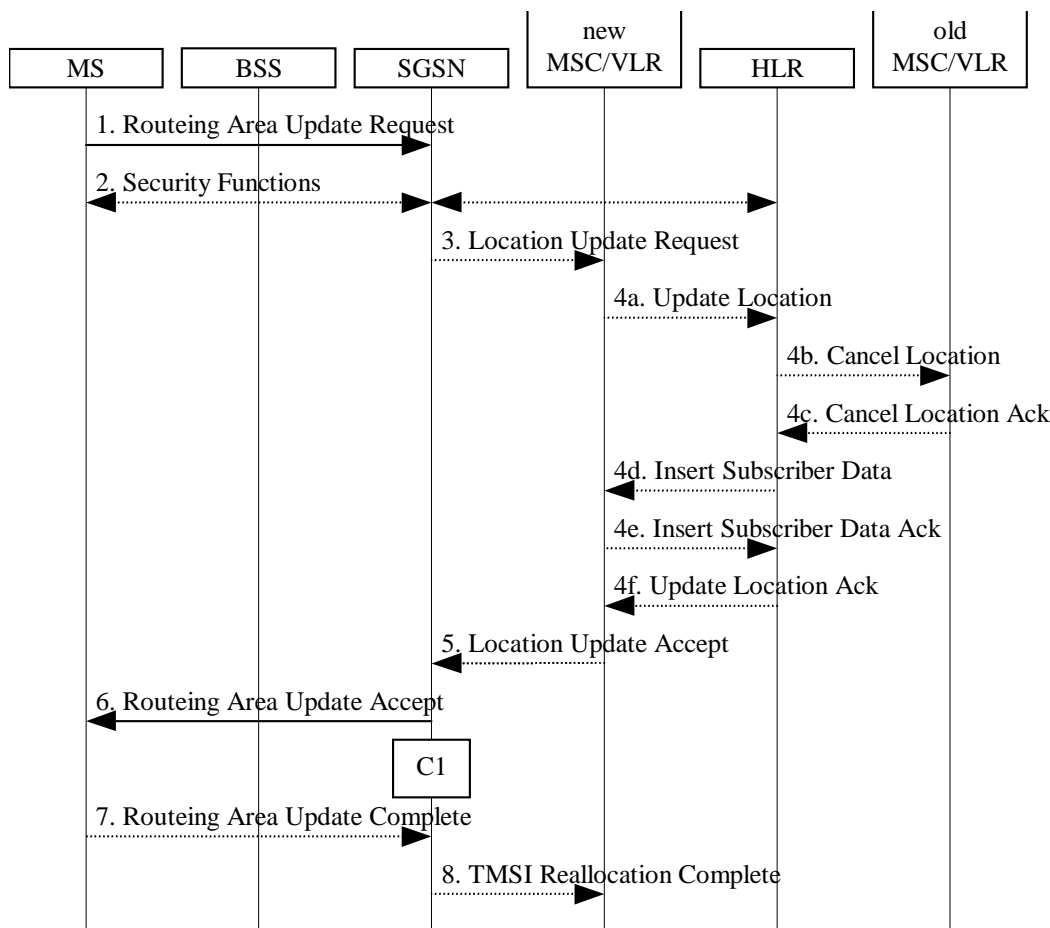 new
MSC/VLR
old
MSC/VLR
MS
BSS
SGSN
HLR
1. Routeing Area Update Request
2. Security Functions
3. Location Update Request
4a. Update Location
4b. Cancel Location
4c. Cancel Location Ack
4d. Insert Subscriber Data
4e. Insert Subscriber Data Ack
4f. Update Location Ack
5. Location Update Accept
6. Routeing Area Update Accept
C1
7. Routeing Area Update Complete
8. TMSI Reallocation Complete